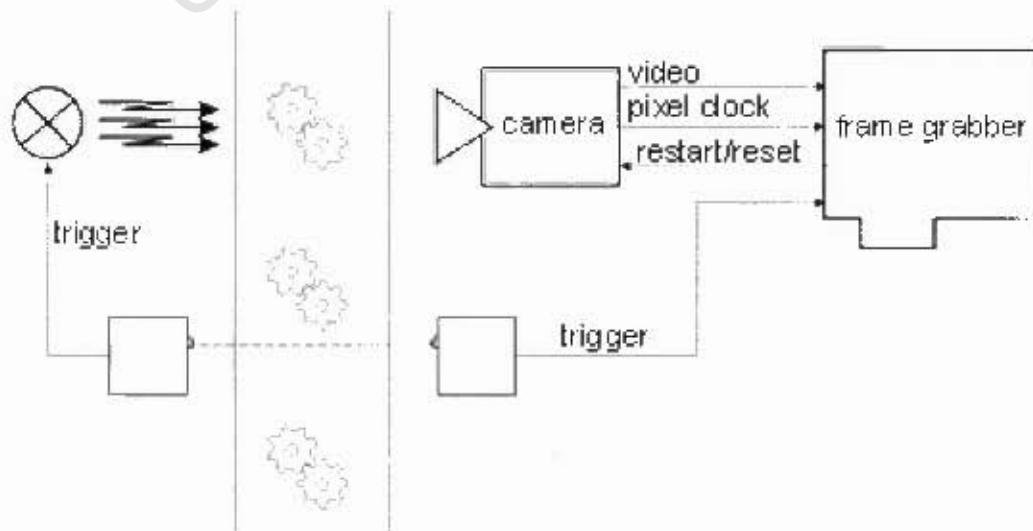 video
pixel clock
camera
frame grabber
restart/reset
trigger
trigger